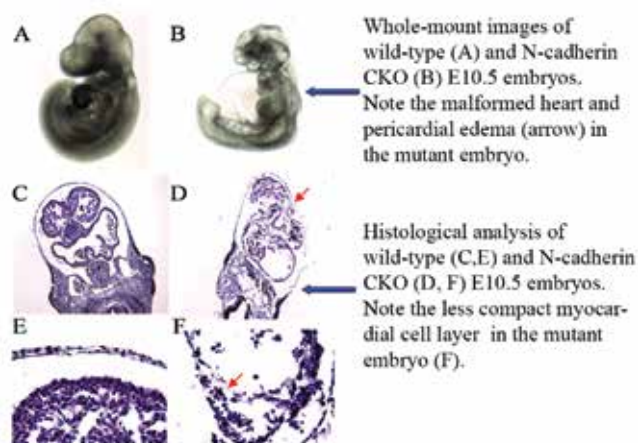 A
B
Whole-mount images of
wild-type (A) and N-cadherin
CKO (B) E10.5 embryos.
Note the malformed heart and
pericardial edema (arrow) in
the mutant embryo.
C
D
Histological analysis of
wild-type (C,E) and N-cadherin
CKO (D, F) E10.5 embryos.
Note the less compact myocar-
dial cell layer in the mutant
embryo (F).
E
F